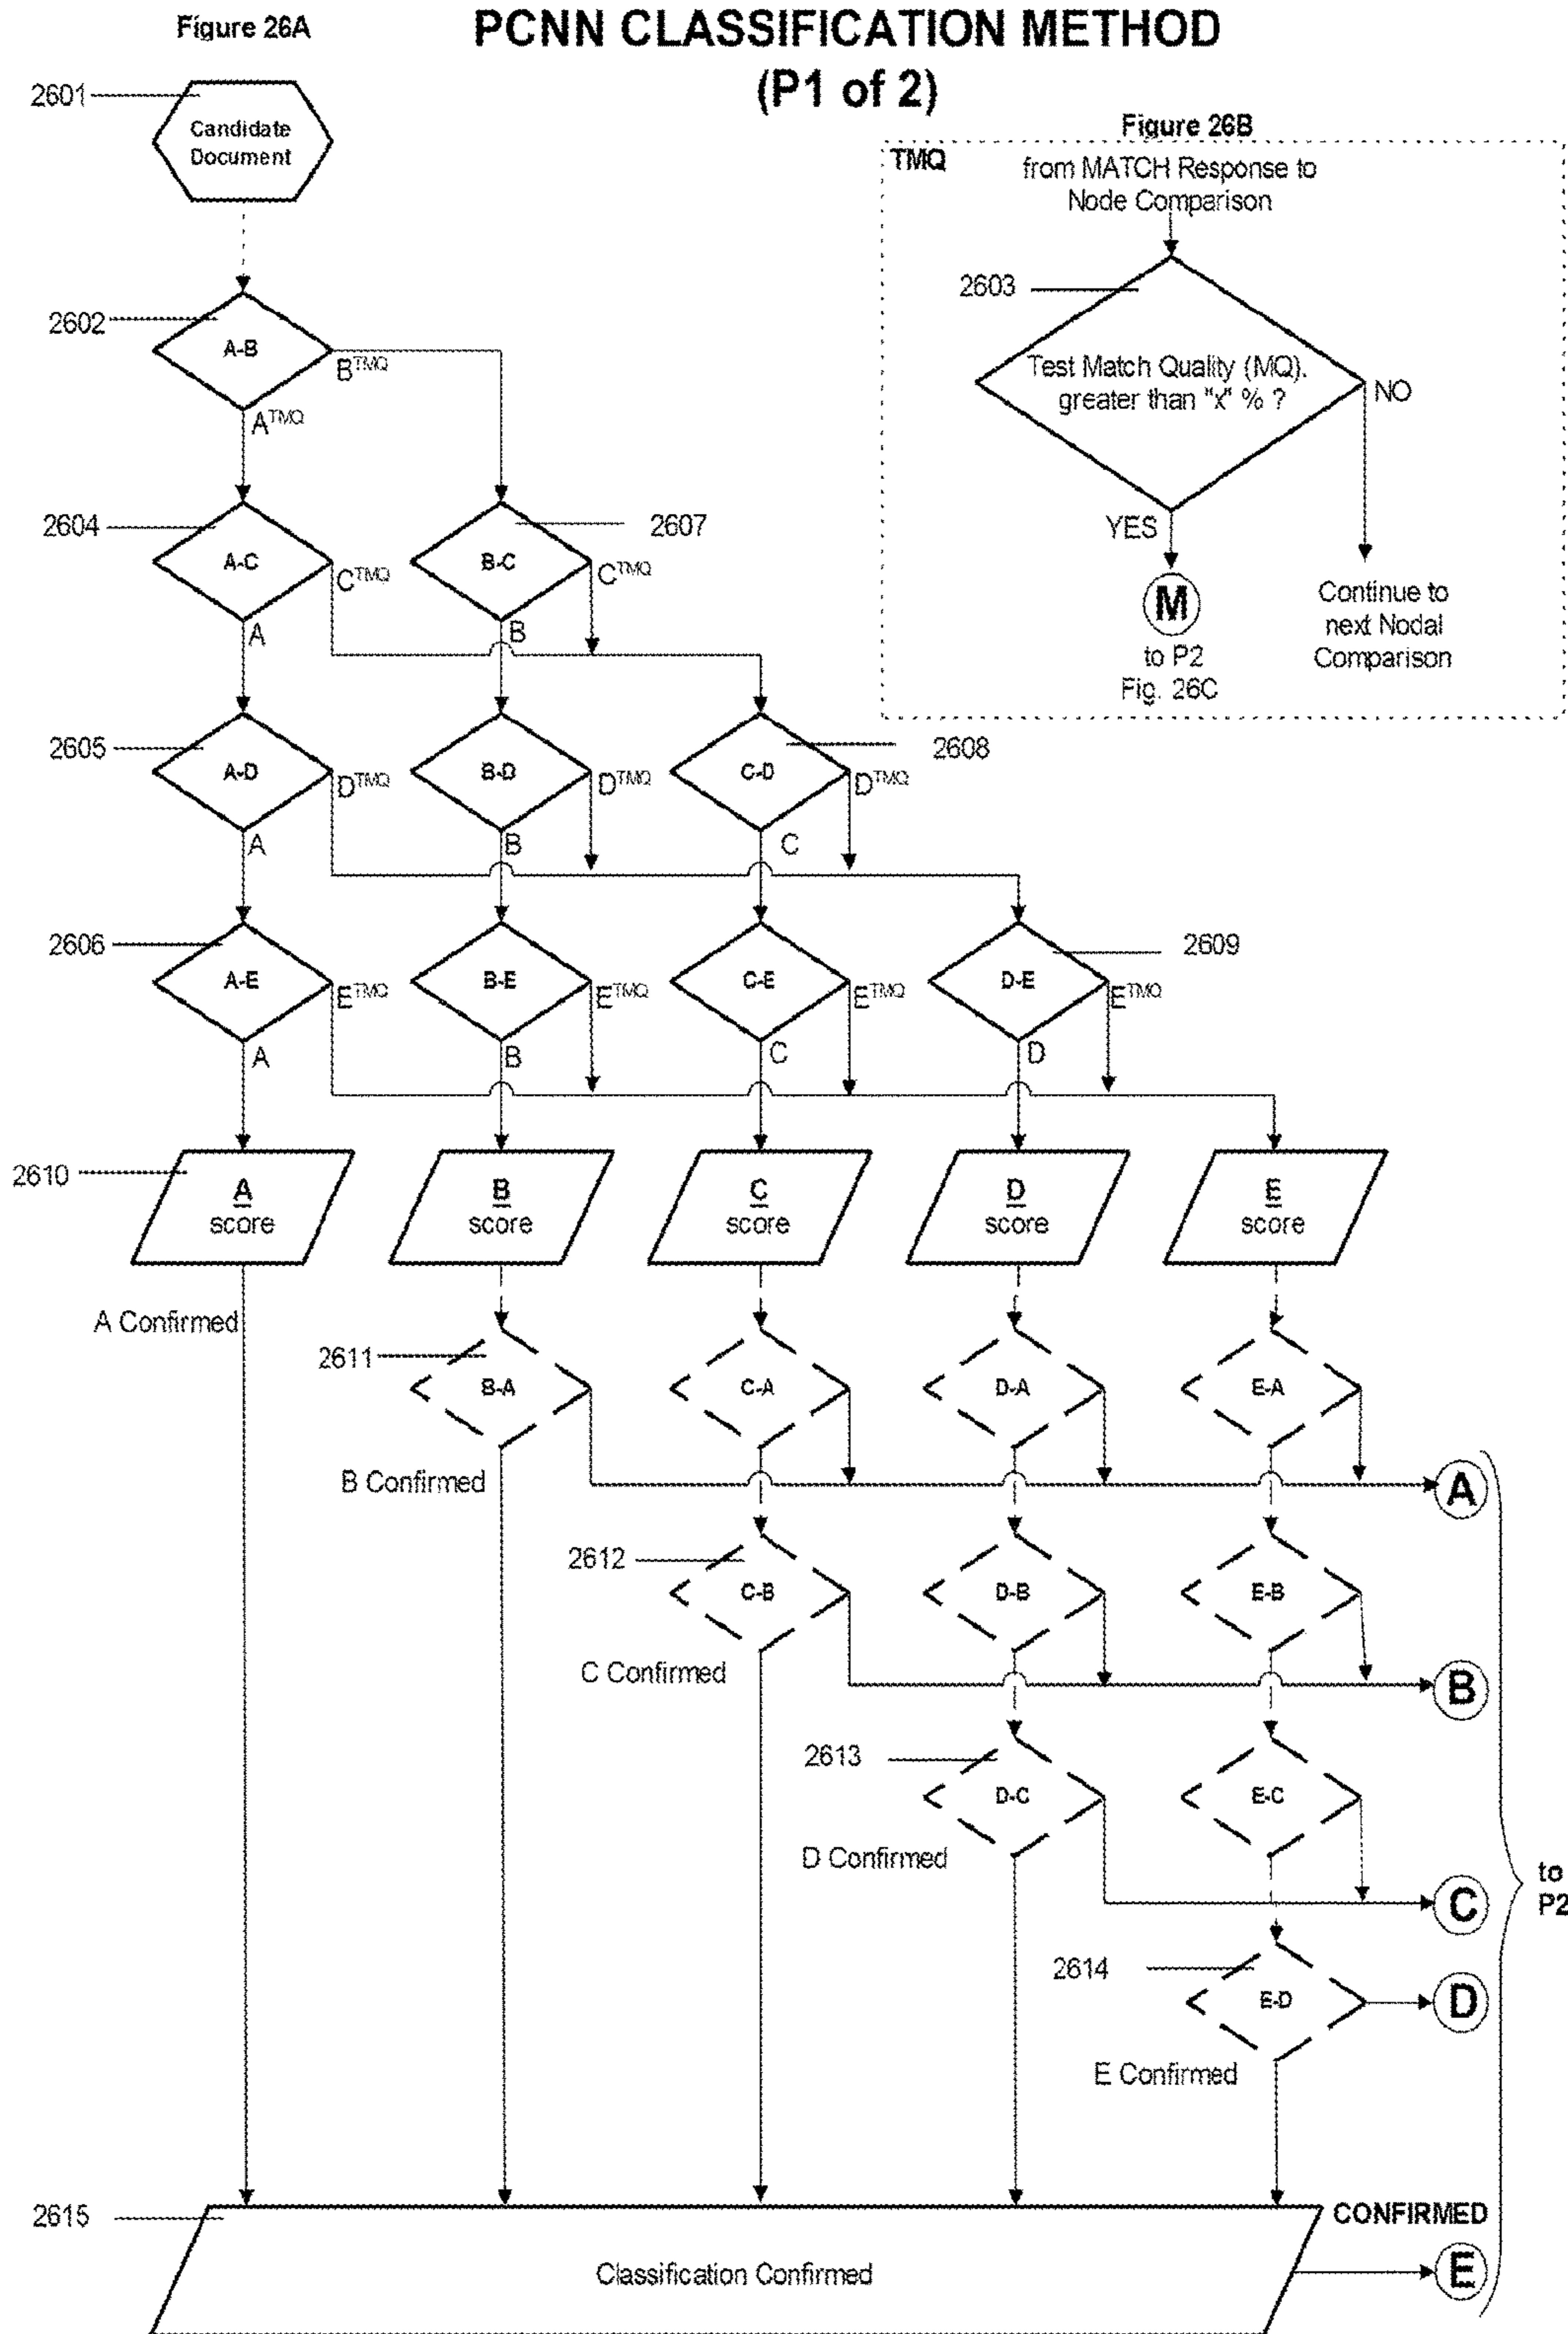 Figure 26A
PCNN CLASSIFICATION METHOD
(P1 of 2)
2601
Candidate
Document
Figure 26B
TMQ
from MATCH Response to
Node Comparison
2603
Test Match Quality (MQ).
greater than "x" % ?
NO
YES
M
to P2
Fig. 26C
Continue to
next Nodal
Comparison
2602
A-B
B TMQ
A TMQ
2604
A-C
C TMQ
A
2607
B-C
C TMQ
B
2605
A-D
D TMQ
A
B-D
D TMQ
B
2608
C-D
D TMQ
C
2606
A-E
E TMQ
A
B-E
E TMQ
B
C-E
E TMQ
C
2609
D-E
E TMQ
D
2610
A
score
B
score
C
score
D
score
E
score
A Confirmed
2611
B-A
C-A
D-A
E-A
B Confirmed
A
2612
C-B
D-B
E-B
C Confirmed
B
2613
D-C
E-C
D Confirmed
C
to
P2
2614
E-D
D
E Confirmed
2615
CONFIRMED
Classification Confirmed
E